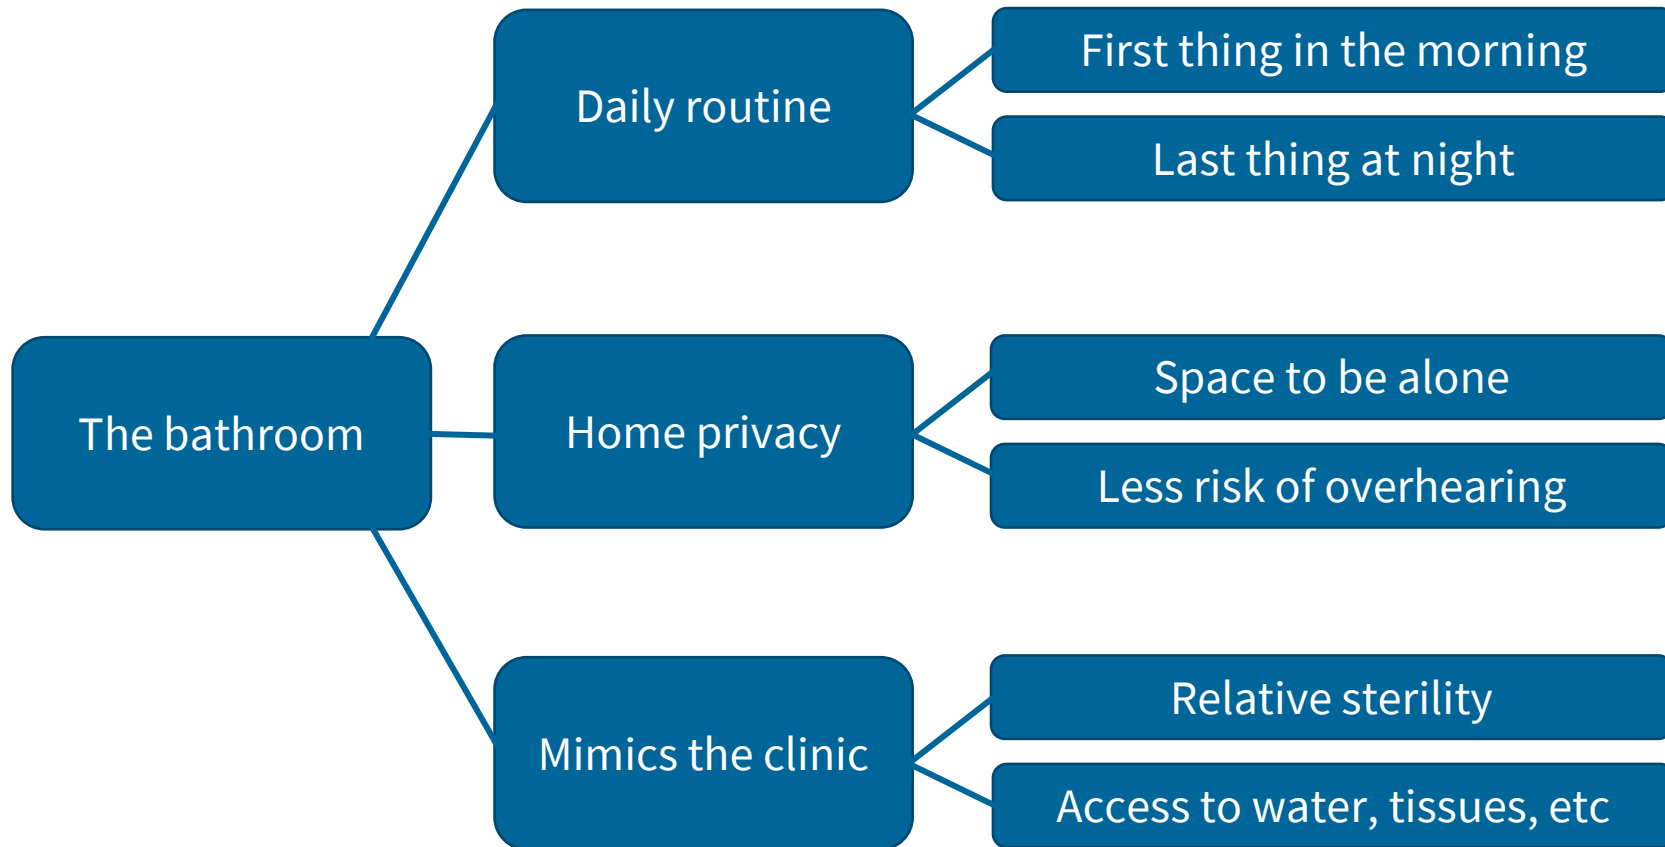 The bathroom
Daily routine
First thing in the morning
Last thing at night
Home privacy
Space to be alone
Less risk of overhearing
Mimics the clinic
Relative sterility
Access to water, tissues, etc